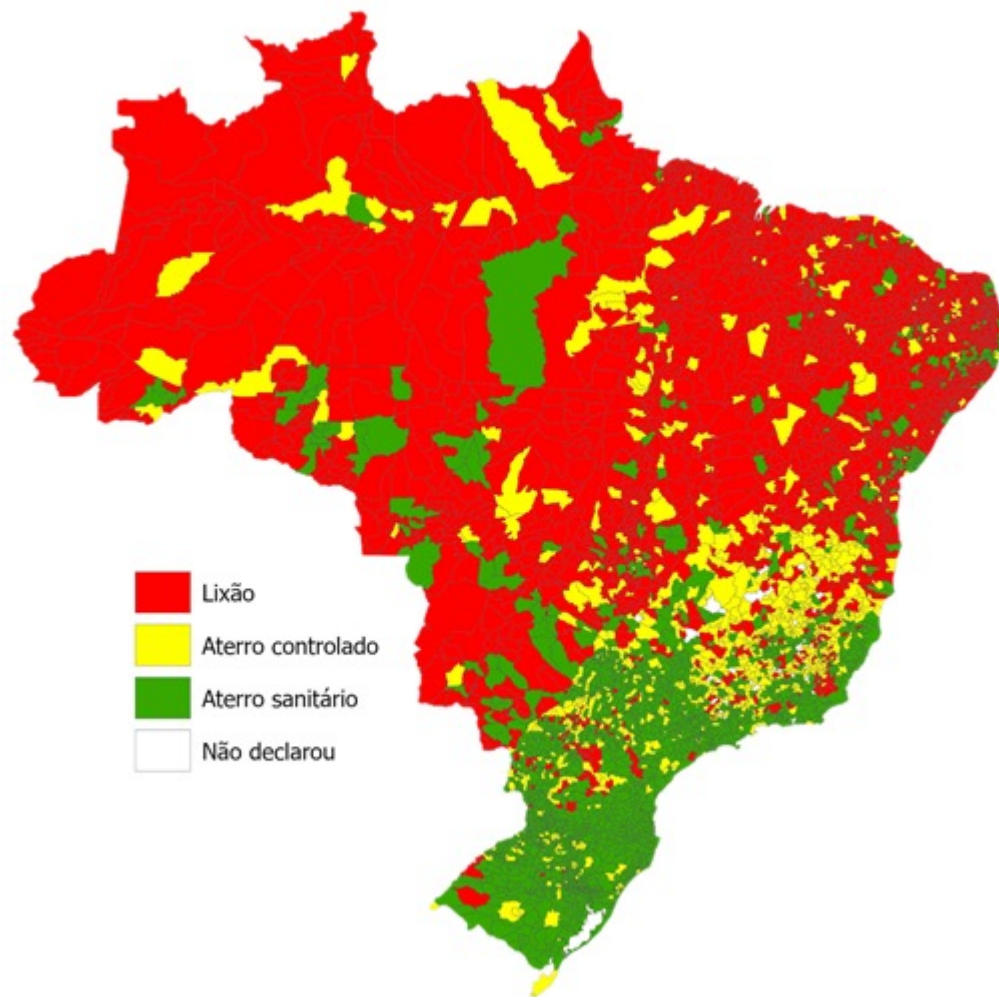 Lixão
Aterro controlado
Aterro sanitário
Não declarou